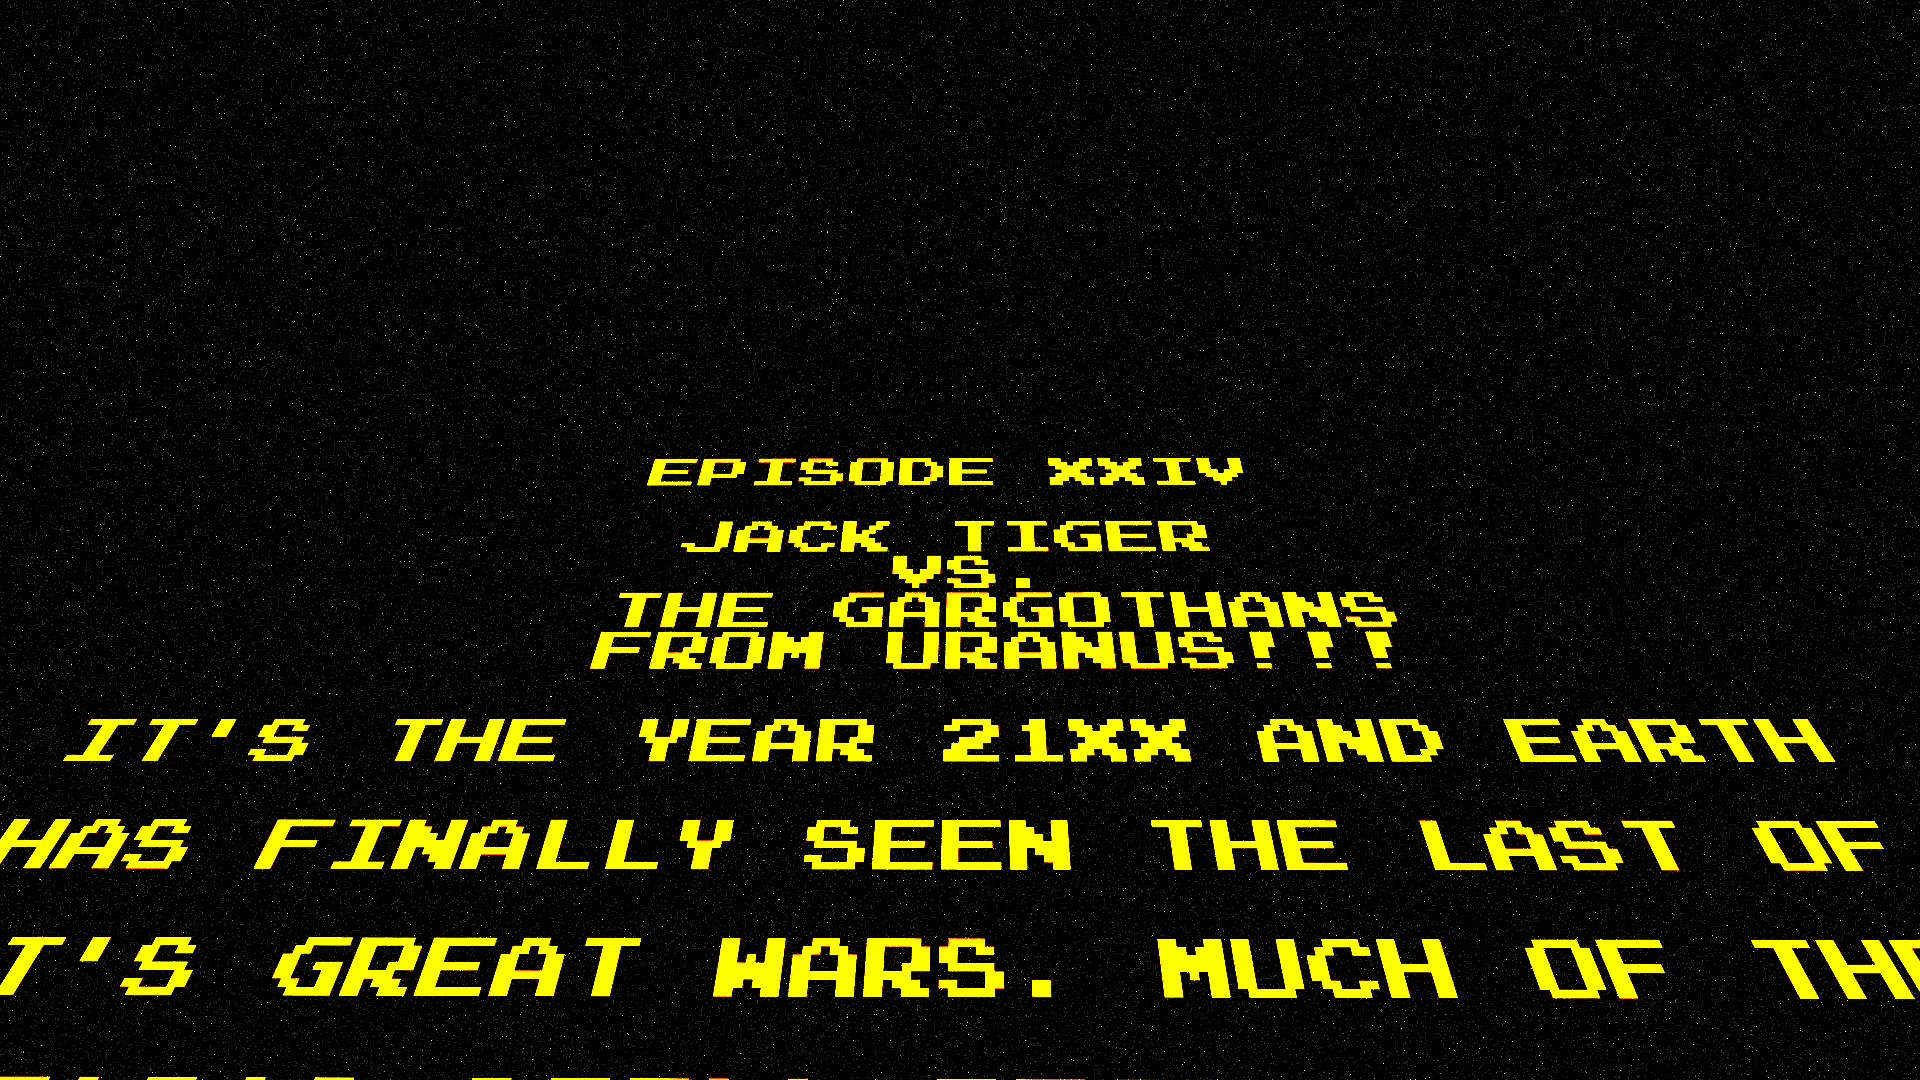 EPISODE XXIV
JACK TIGER
VS.
THE GARGOTHANS
FROM URANUS!!!
IT'S THE YEAR 21XX AND EARTH
HAS FINALLY SEEN THE LAST OF
IT'S GREAT WARS. MUCH OF THE